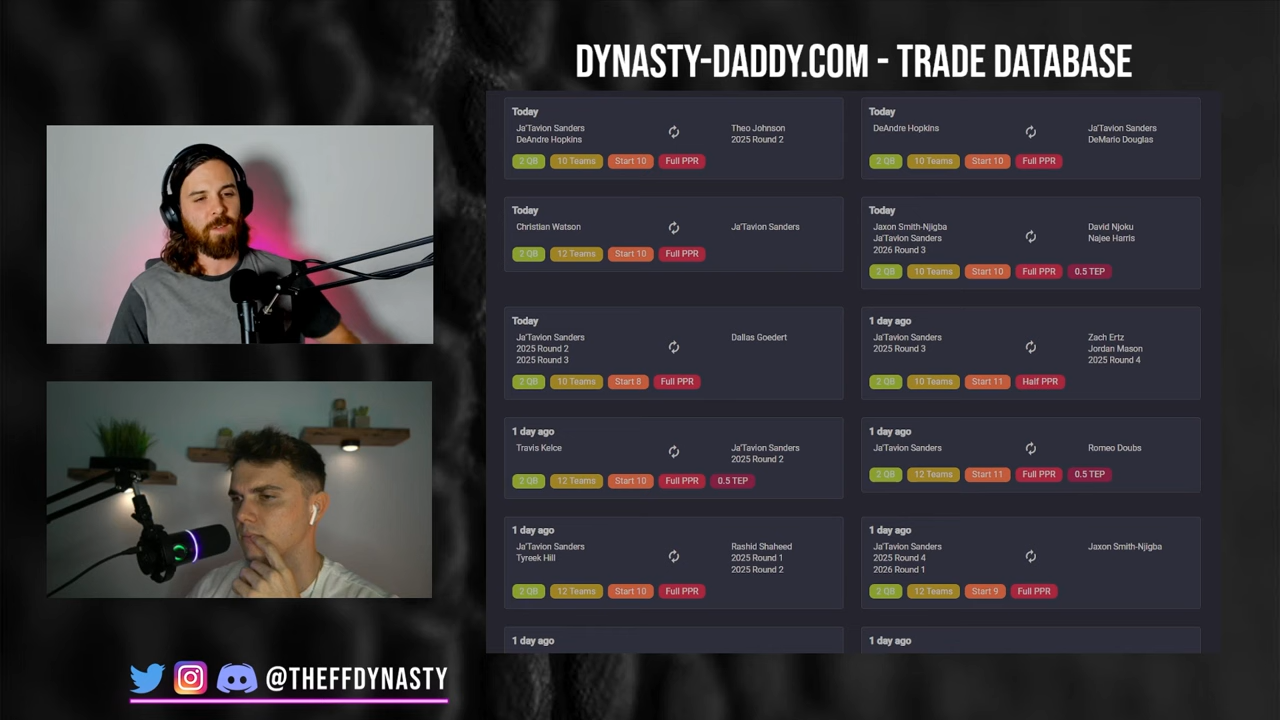 DYNASTY-DADDY.COM - TRADE DATABASE
Today
Ja'Tavion Sanders
DeAndre Hopkins
Theo Johnson
2025 Round 2
2 QB 10 Teams Start 10 Full PPR
Today
DeAndre Hopkins
Ja'Tavion Sanders
DeMario Douglas
2 QB 10 Teams Start 10 Full PPR
Today
Christian Watson
Ja'Tavion Sanders
2 QB 12 Teams Start 10 Full PPR
Today
Jaxon Smith-Njigba
Ja'Tavion Sanders
2026 Round 3
David Njoku
Najee Harris
2 QB 10 Teams Start 10 Full PPR 0.5 TEP
Today
Ja'Tavion Sanders
2025 Round 2
2025 Round 3
Dallas Goedert
2 QB 10 Teams Start 8 Full PPR
1 day ago
Ja'Tavion Sanders
2025 Round 3
Zach Ertz
Jordan Mason
2025 Round 4
2 QB 10 Teams Start 11 Half PPR
1 day ago
Travis Kelce
Ja'Tavion Sanders
2025 Round 2
2 QB 12 Teams Start 10 Full PPR 0.5 TEP
1 day ago
Ja'Tavion Sanders
Romeo Doubs
2 QB 12 Teams Start 11 Full PPR 0.5 TEP
1 day ago
Ja'Tavion Sanders
Tyreek Hill
Rashid Shaheed
2025 Round 1
2025 Round 2
2 QB 12 Teams Start 10 Full PPR
1 day ago
Ja'Tavion Sanders
2025 Round 4
2026 Round 1
Jaxon Smith-Njigba
2 QB 12 Teams Start 9 Full PPR
1 day ago
1 day ago
@THEFFDYNASTY